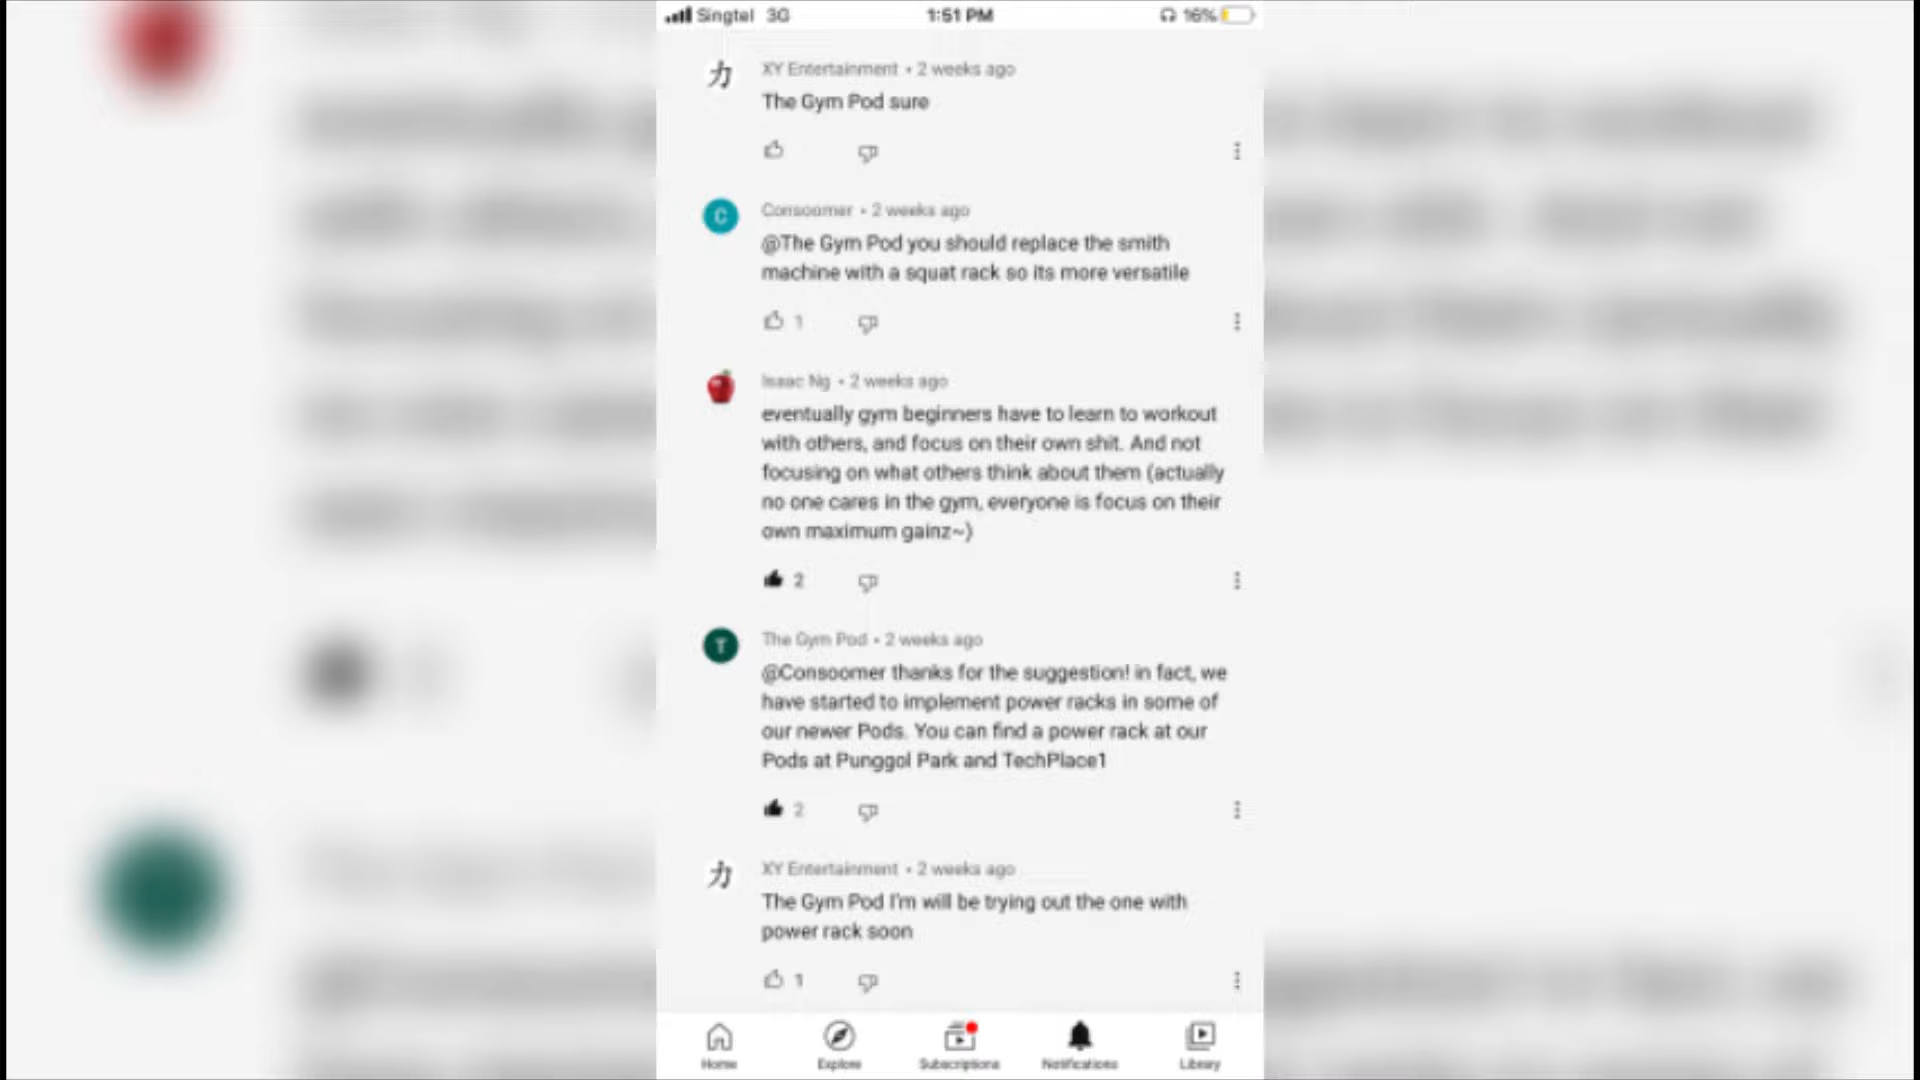 Singtel 3G 1:51 PM 16%
力
XY Entertainment • 2 weeks ago
The Gym Pod sure
C
Consoomer • 2 weeks ago
@The Gym Pod you should replace the smith
machine with a squat rack so its more versatile
1
Isaac Ng • 2 weeks ago
eventually gym beginners have to learn to workout
with others, and focus on their own shit. And not
focusing on what others think about them (actually
no one cares in the gym, everyone is focus on their
own maximum gainz~)
2
T
The Gym Pod • 2 weeks ago
@Consoomer thanks for the suggestion! in fact, we
have started to implement power racks in some of
our newer Pods. You can find a power rack at our
Pods at Punggol Park and TechPlace1
2
力
XY Entertainment • 2 weeks ago
The Gym Pod I'm will be trying out the one with
power rack soon
1
Home Explore Subscriptions Notifications Library